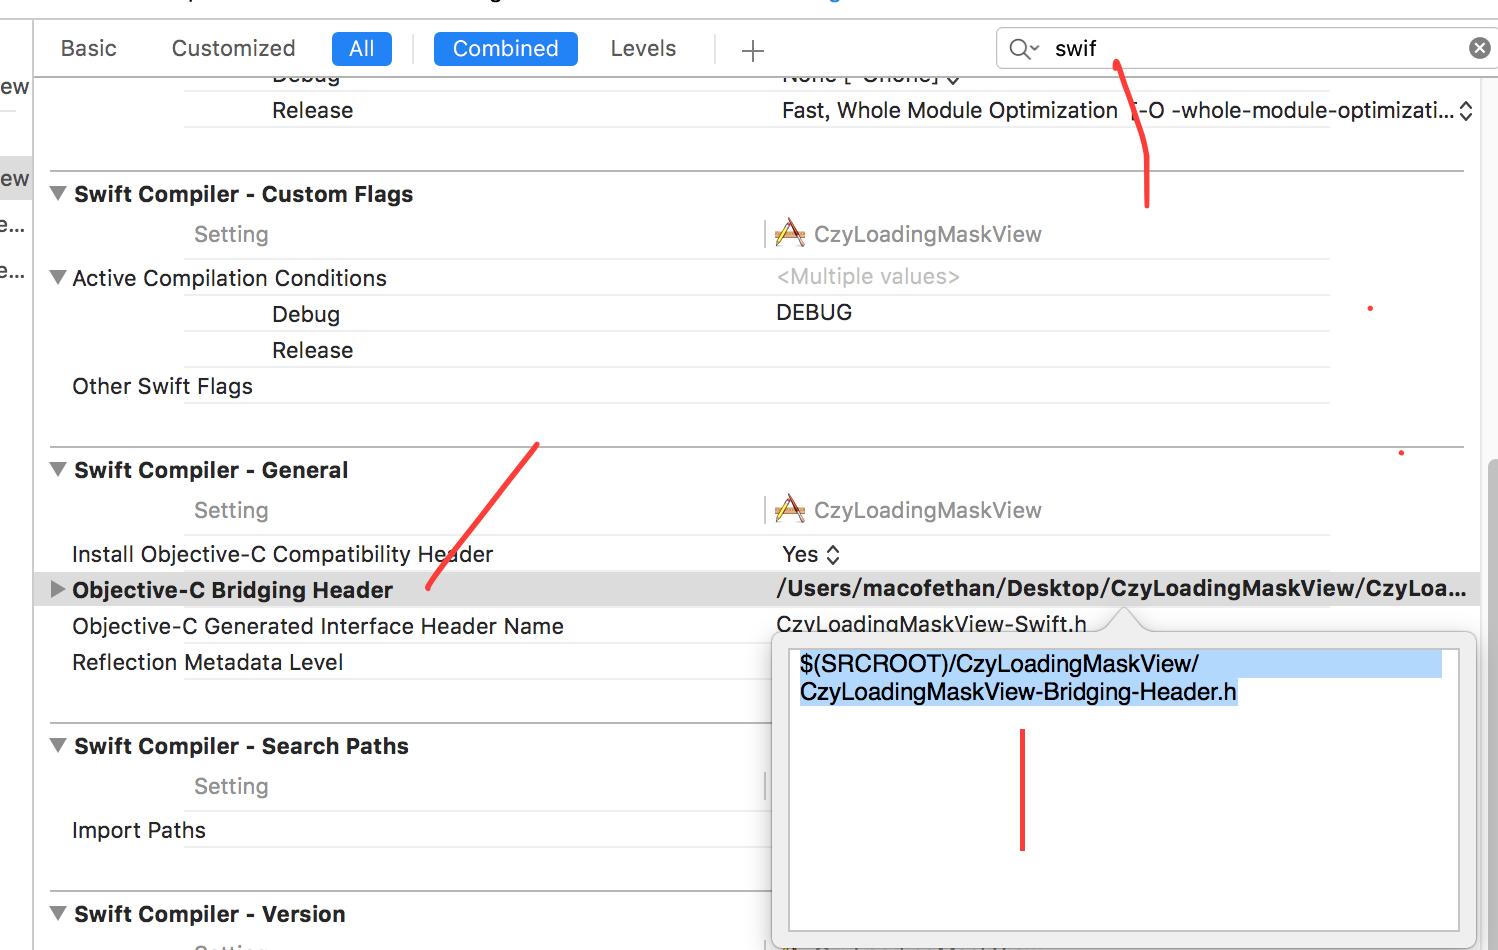 Basic Customized All Combined Levels + swif
ew
Debug
Release Fast, Whole Module Optimization [-O -whole-module-optimizati...
Swift Compiler - Custom Flags
ew
Setting CzyLoadingMaskView
e...
Active Compilation Conditions <Multiple values>
e...
Debug DEBUG
Release
Other Swift Flags
Swift Compiler - General
Setting CzyLoadingMaskView
Install Objective-C Compatibility Header Yes
Objective-C Bridging Header /Users/macofethan/Desktop/CzyLoadingMaskView/CzyLoa...
Objective-C Generated Interface Header Name CzyLoadingMaskView-Swift.h
Reflection Metadata Level
$(SRCROOT)/CzyLoadingMaskView/
CzyLoadingMaskView-Bridging-Header.h
Swift Compiler - Search Paths
Setting
Import Paths
Swift Compiler - Version
Setting